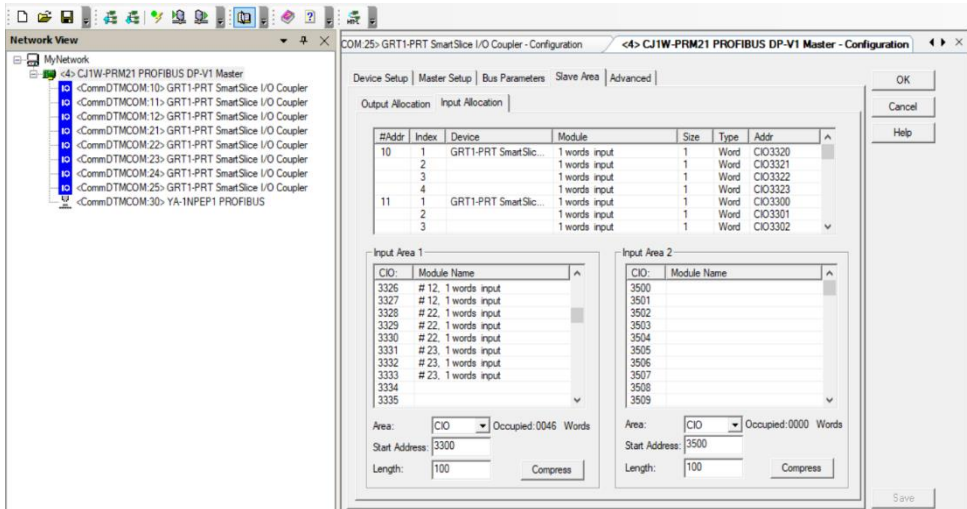 Network View
MyNetwork
<4> CJ1W-PRM21 PROFIBUS DP-V1 Master
<CommDTMCOM:10> GRT1-PRT SmartSlice I/O Coupler
<CommDTMCOM:11> GRT1-PRT SmartSlice I/O Coupler
<CommDTMCOM:12> GRT1-PRT SmartSlice I/O Coupler
<CommDTMCOM:21> GRT1-PRT SmartSlice I/O Coupler
<CommDTMCOM:22> GRT1-PRT SmartSlice I/O Coupler
<CommDTMCOM:23> GRT1-PRT SmartSlice I/O Coupler
<CommDTMCOM:24> GRT1-PRT SmartSlice I/O Coupler
<CommDTMCOM:25> GRT1-PRT SmartSlice I/O Coupler
<CommDTMCOM:30> YA-1NPEP1 PROFIBUS
COM:25> GRT1-PRT SmartSlice I/O Coupler - Configuration <4> CJ1W-PRM21 PROFIBUS DP-V1 Master - Configuration
Device Setup Master Setup Bus Parameters Slave Area Advanced
OK
Cancel
Help
Output Allocation Input Allocation
#Addr Index Device Module Size Type Addr
10 1 GRT1-PRT SmartSlic... 1 words input 1 Word CIO3320
2 1 words input 1 Word CIO3321
3 1 words input 1 Word CIO3322
4 1 words input 1 Word CIO3323
11 1 GRT1-PRT SmartSlic... 1 words input 1 Word CIO3300
2 1 words input 1 Word CIO3301
3 1 words input 1 Word CIO3302
Input Area 1
CIO: Module Name
3326 # 12, 1 words input
3327 # 12, 1 words input
3328 # 22, 1 words input
3329 # 22, 1 words input
3330 # 22, 1 words input
3331 # 23, 1 words input
3332 # 23, 1 words input
3333 # 23, 1 words input
3334
3335
Area: CIO Occupied:0046 Words
Start Address: 3300
Length: 100 Compress
Input Area 2
CIO: Module Name
3500
3501
3502
3503
3504
3505
3506
3507
3508
3509
Area: CIO Occupied:0000 Words
Start Address: 3500
Length: 100 Compress
Save